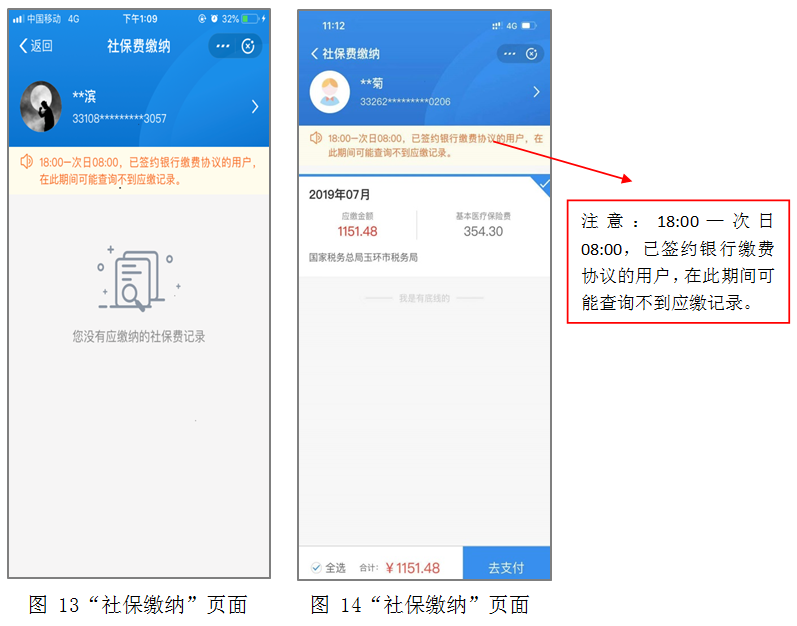 中国移动 4G 下午1:09 32%
返回 社保费缴纳
**滨
33108*********3057
18:00一次日08:00，已签约银行缴费协议的用户，
在此期间可能查询不到应缴记录。
您没有应缴纳的社保费记录
图 13“社保缴纳”页面
11:12 4G
社保费缴纳
**菊
33262*********0206
18:00一次日08:00，已签约银行缴费协议的用户，在
此期间可能查询不到应缴记录。
2019年07月
应缴金额 基本医疗保险费
1151.48 354.30
国家税务总局玉环市税务局
我是有底线的
全选 合计: ￥1151.48 去支付
图 14“社保缴纳”页面
注意：18:00一次日
08:00，已签约银行缴费
协议的用户，在此期间可
能查询不到应缴记录。